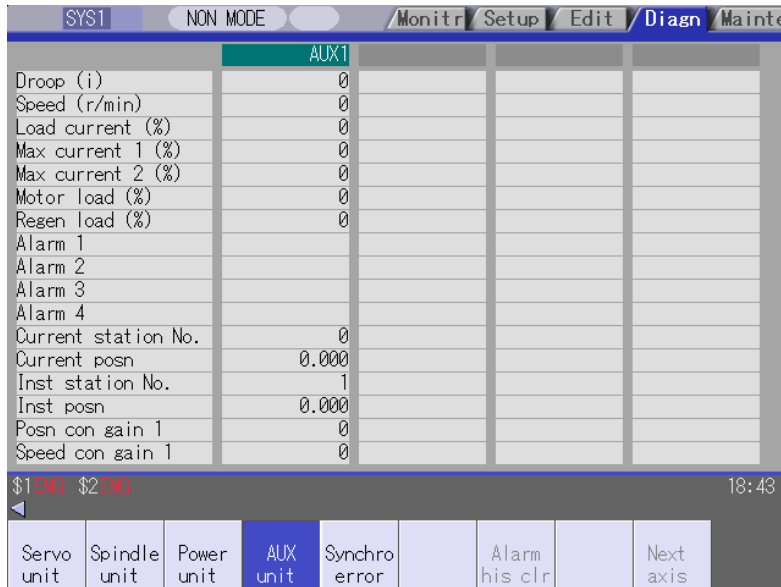 SYS1 NON MODE Monitr Setup Edit Diagn Mainte
AUX1
Droop (i) 0
Speed (r/min) 0
Load current (%) 0
Max current 1 (%) 0
Max current 2 (%) 0
Motor load (%) 0
Regen load (%) 0
Alarm 1
Alarm 2
Alarm 3
Alarm 4
Current station No. 0
Current posn 0.000
Inst station No. 1
Inst posn 0.000
Posn con gain 1 0
Speed con gain 1 0
$1 EMG $2 EMG 18:43
Servo unit Spindle unit Power unit AUX unit Synchro error Alarm his clr Next axis